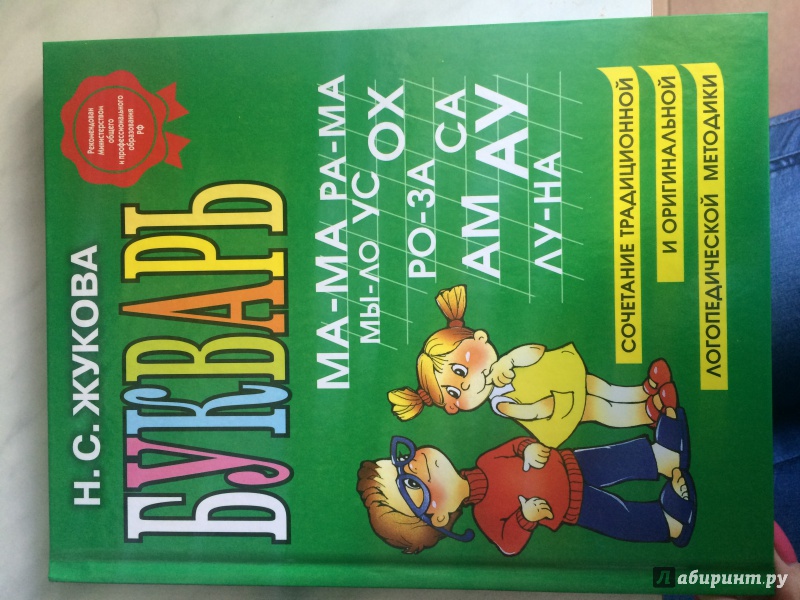 Рекомендован
Министерством
общего
и профессионального
образования
РФ
Н. С. ЖУКОВА
БУКВАРЬ
МА-МА РА-МА
МЫ-ЛО УС ОХ
РО-ЗА СА
АМ АУ
ЛУ-НА
СОЧЕТАНИЕ ТРАДИЦИОННОЙ
И ОРИГИНАЛЬНОЙ
ЛОГОПЕДИЧЕСКОЙ МЕТОДИКИ
Лабиринт.ру